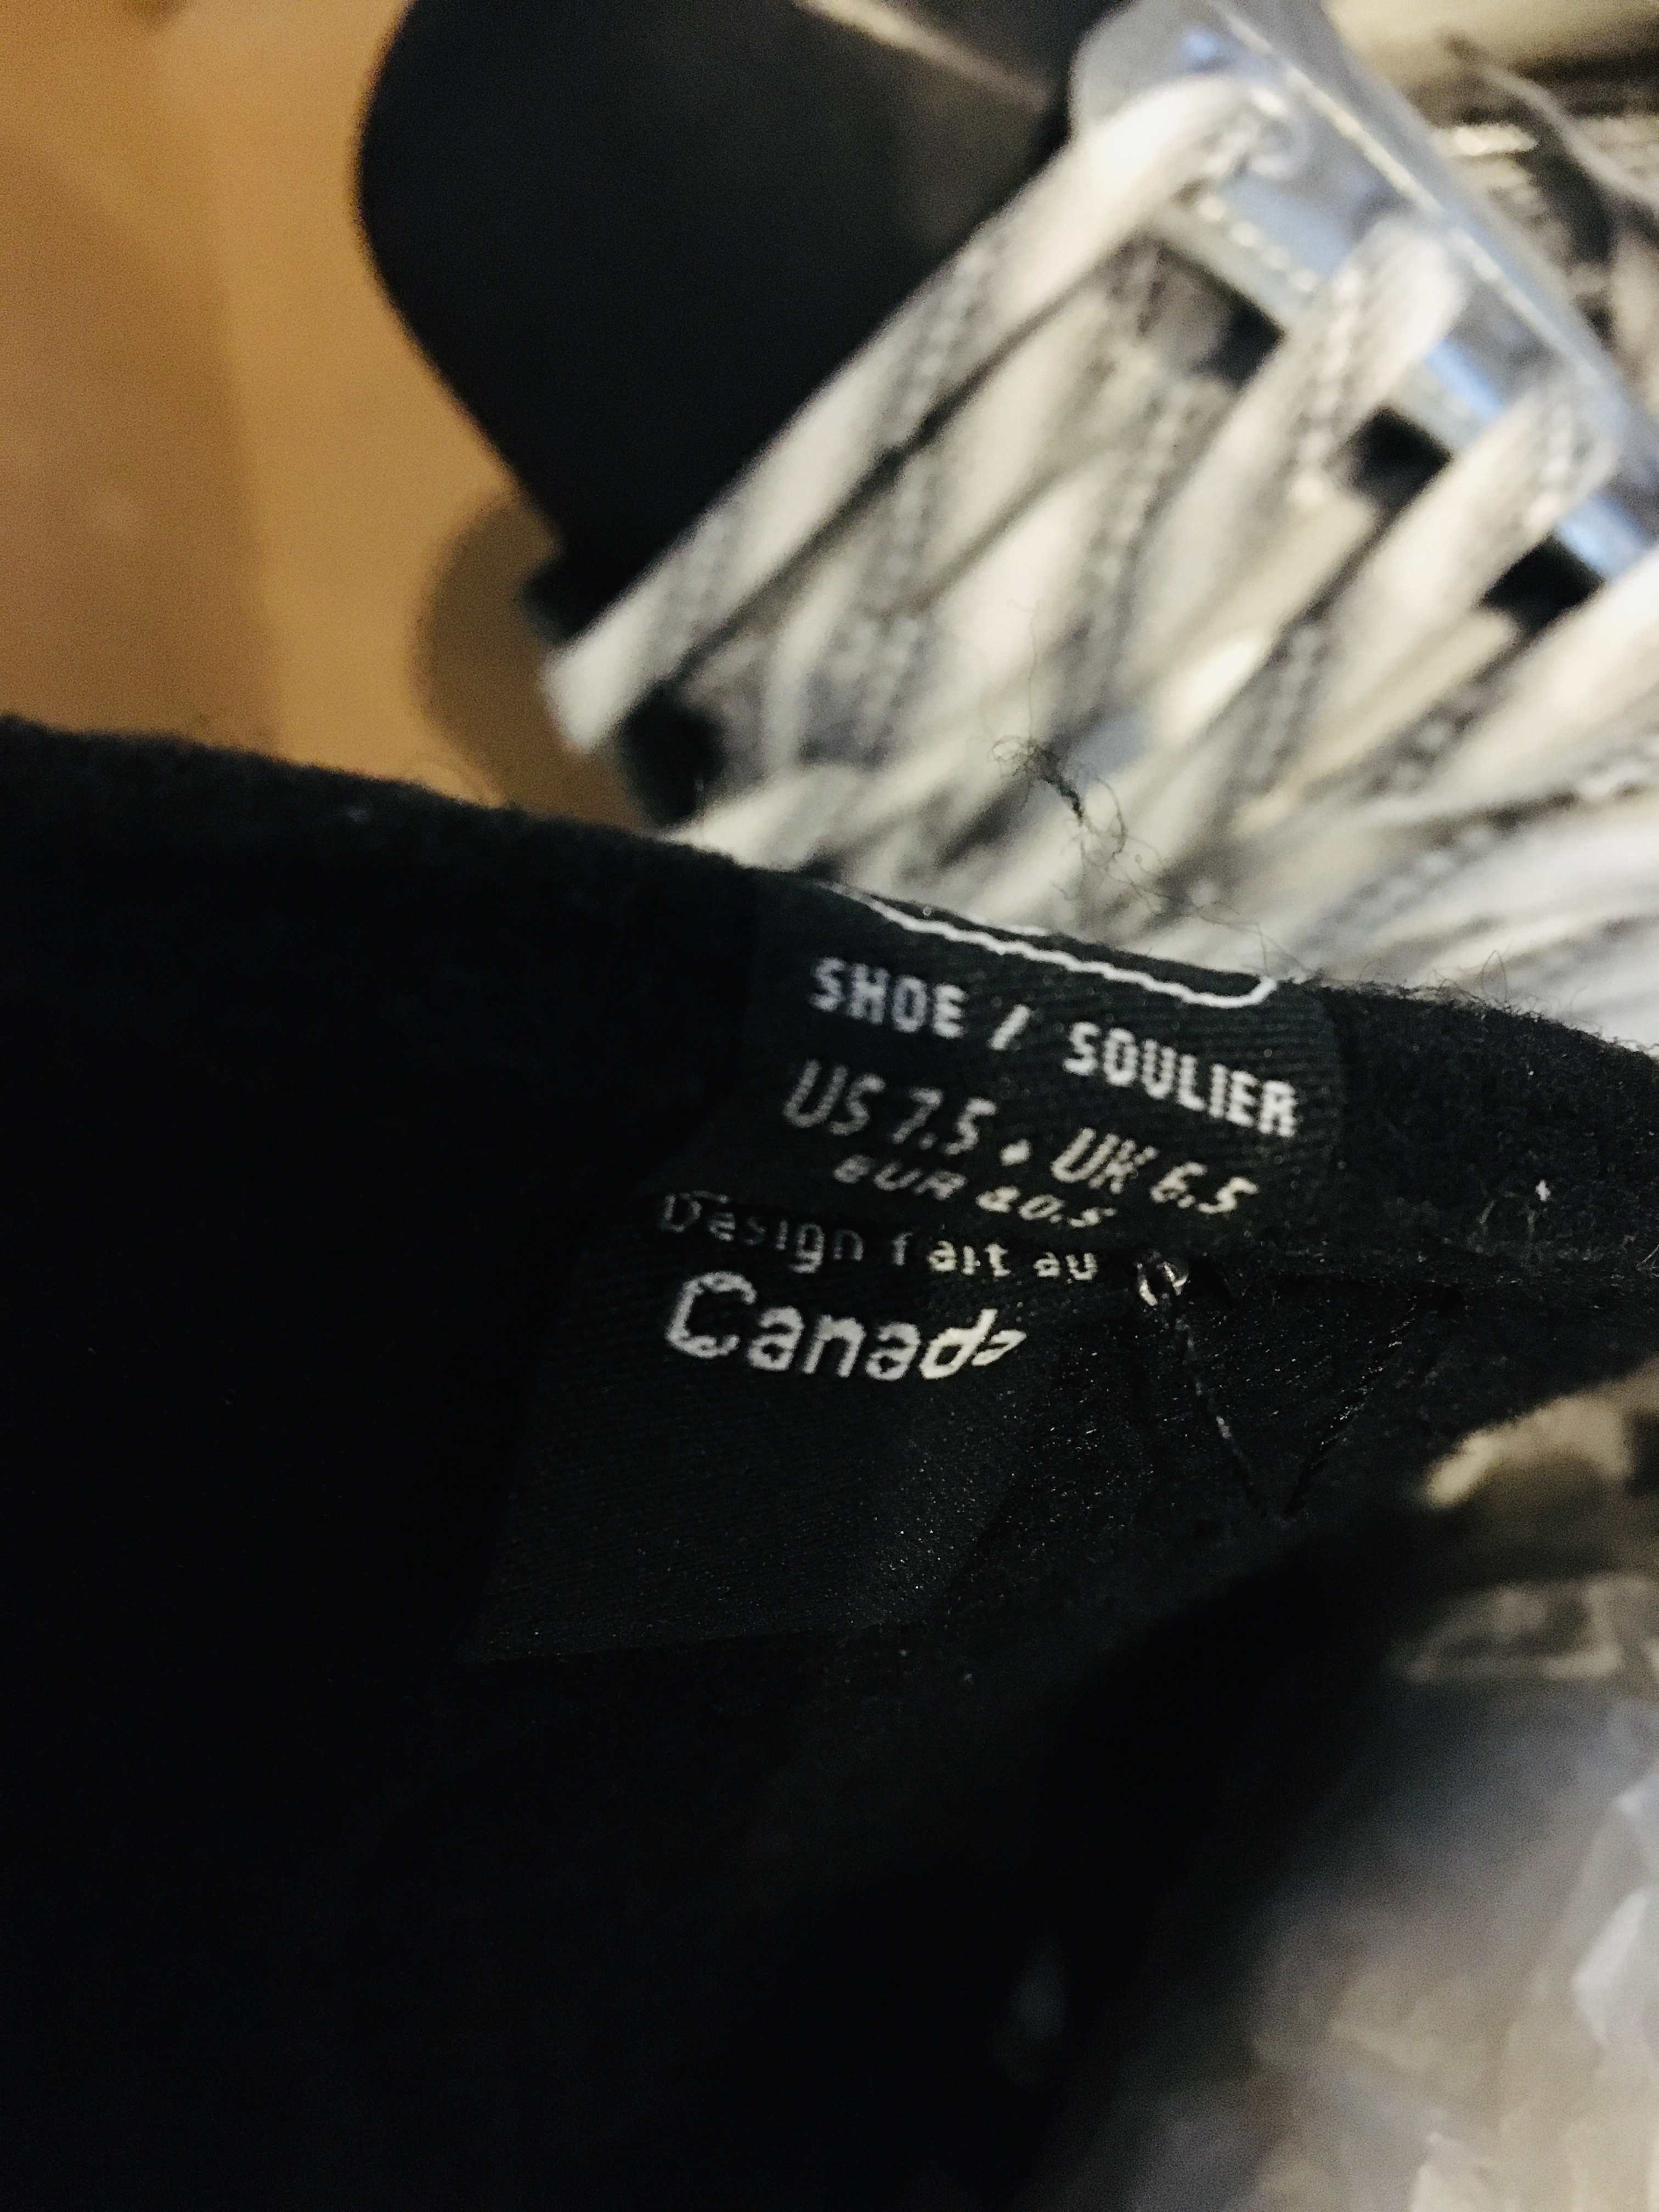 SHOE / SOULIER
US 7.5 • UK 6.5
EUR 40.5
Design fait au
Canada